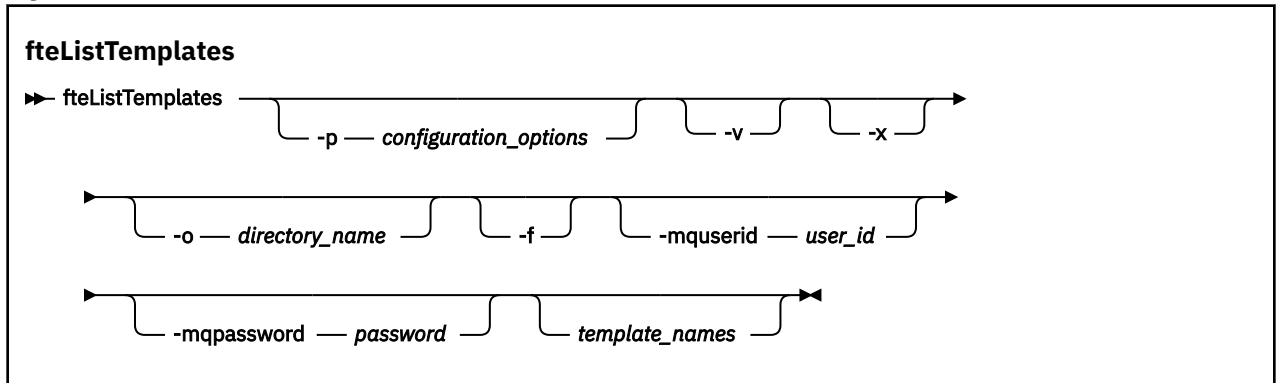 fteListTemplates
fteListTemplates
-p configuration_options -v -x
-o directory_name -f -mquserid user_id
-mqpassword password template_names